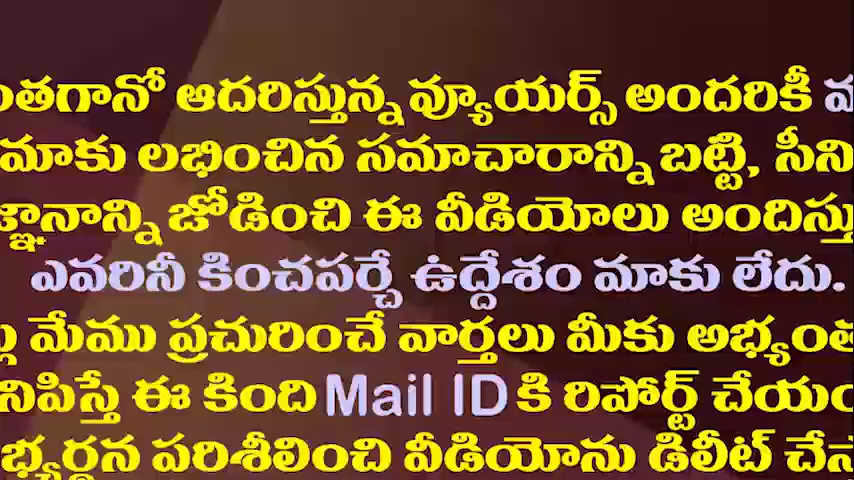 ంతగానో ఆదరిస్తున్న వ్యూయర్స్ అందరికీ
మాకు లభించిన సమాచారాన్ని బట్టి, సీని
జ్ఞానాన్ని జోడించి ఈ వీడియోలు అందిస్తు
ఎవరినీ కించపర్చే ఉద్దేశం మాకు లేదు.
మేము ప్రచురించే వార్తలు మీకు అభ్యంత
నిపిస్తే ఈ కింది Mail ID కి రిపోర్ట్ చేయం
భ్యర్థన పరిశీలించి వీడియోను డిలీట్ చేస